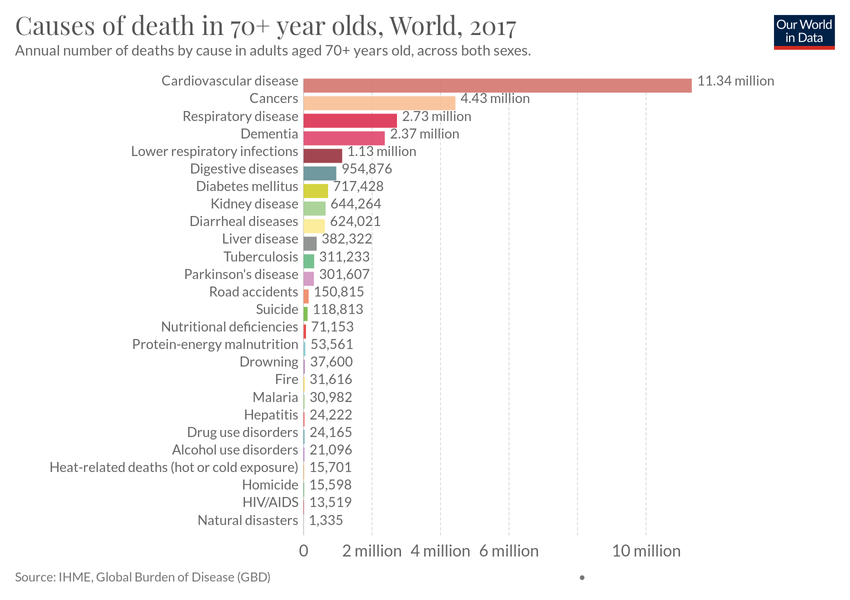 Causes of death in 70+ year olds, World, 2017
Annual number of deaths by cause in adults aged 70+ years old, across both sexes.
Our World
in Data
Cardiovascular disease 11.34 million
Cancers 4.43 million
Respiratory disease 2.73 million
Dementia 2.37 million
Lower respiratory infections 1.13 million
Digestive diseases 954,876
Diabetes mellitus 717,428
Kidney disease 644,264
Diarrheal diseases 624,021
Liver disease 382,322
Tuberculosis 311,233
Parkinson's disease 301,607
Road accidents 150,815
Suicide 118,813
Nutritional deficiencies 71,153
Protein-energy malnutrition 53,561
Drowning 37,600
Fire 31,616
Malaria 30,982
Hepatitis 24,222
Drug use disorders 24,165
Alcohol use disorders 21,096
Heat-related deaths (hot or cold exposure) 15,701
Homicide 15,598
HIV/AIDS 13,519
Natural disasters 1,335
0 2 million 4 million 6 million 10 million
Source: IHME, Global Burden of Disease (GBD)